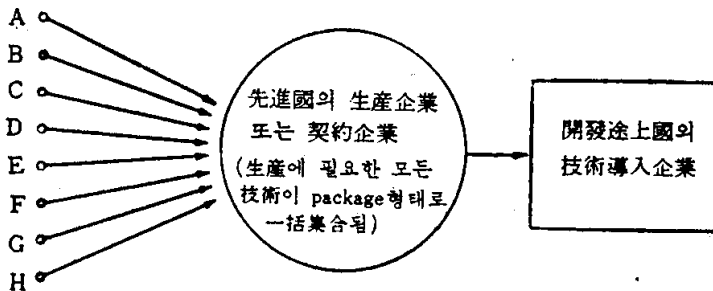 A
B
C
D
E
F
G
H
先進國의 生産企業
또는 契約企業
(生産에 필요한 모든
技術이 package형태로
一括集合됨)
開發途上國의
技術導入企業